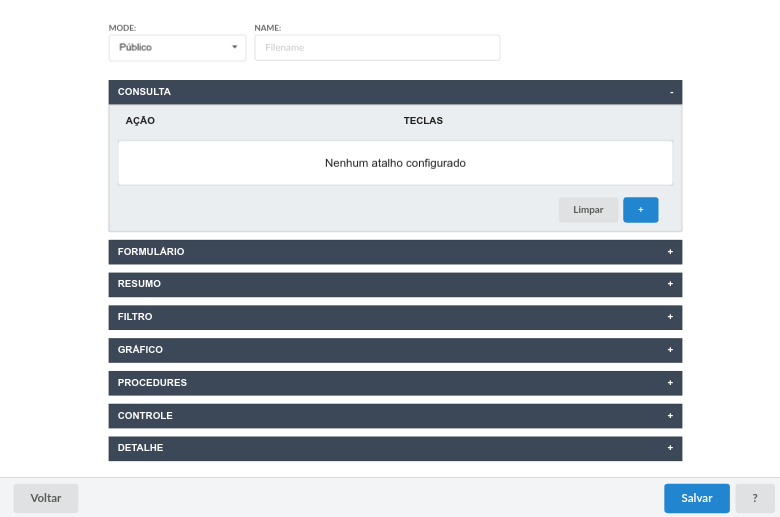 MODE: NAME:
Público Filename
CONSULTA -
AÇÃO TECLAS
Nenhum atalho configurado
Limpar +
FORMULÁRIO +
RESUMO +
FILTRO +
GRÁFICO +
PROCEDURES +
CONTROLE +
DETALHE +
Voltar Salvar ?